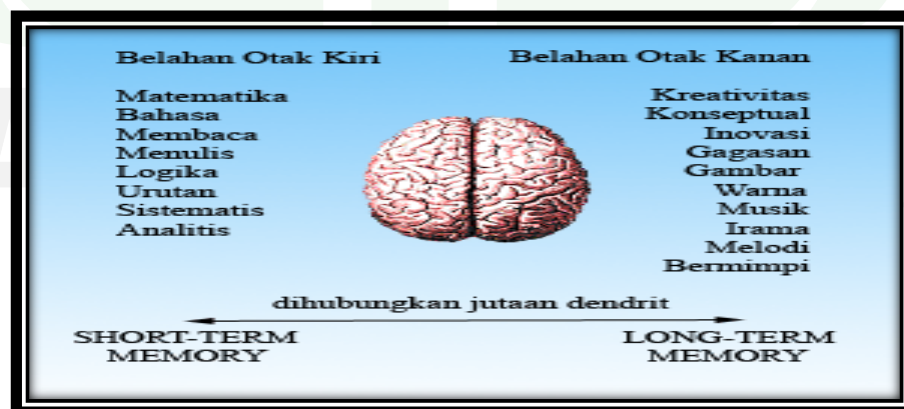 Belahan Otak Kiri
Matematika
Bahasa
Membaca
Menulis
Logika
Urutan
Sistematis
Analitis
Belahan Otak Kanan
Kreativitas
Konseptual
Inovasi
Gagasan
Gambar
Warna
Musik
Irama
Melodi
Bermimpi
dihubungkan jutaan dendrit
SHORT-TERM
MEMORY
LONG-TERM
MEMORY